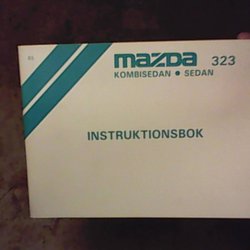 mazda 323
KOMBISEDAN • SEDAN
INSTRUKTIONSBOK